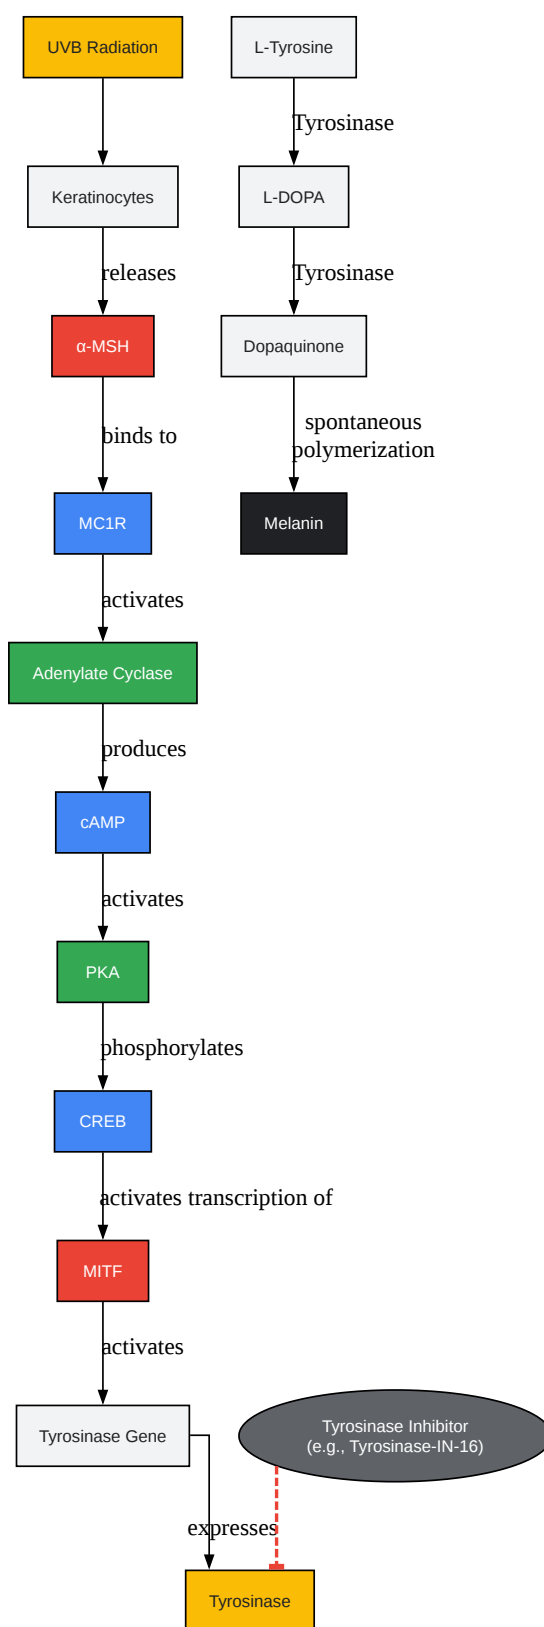 UVB Radiation
L-Tyrosine
Tyrosinase
Keratinocytes
L-DOPA
releases
Tyrosinase
α-MSH
Dopaquinone
binds to
spontaneous
polymerization
MC1R
Melanin
activates
Adenylate Cyclase
produces
cAMP
activates
PKA
phosphorylates
CREB
activates transcription of
MITF
activates
Tyrosinase Gene
Tyrosinase Inhibitor
(e.g., Tyrosinase-IN-16)
expresses
Tyrosinase